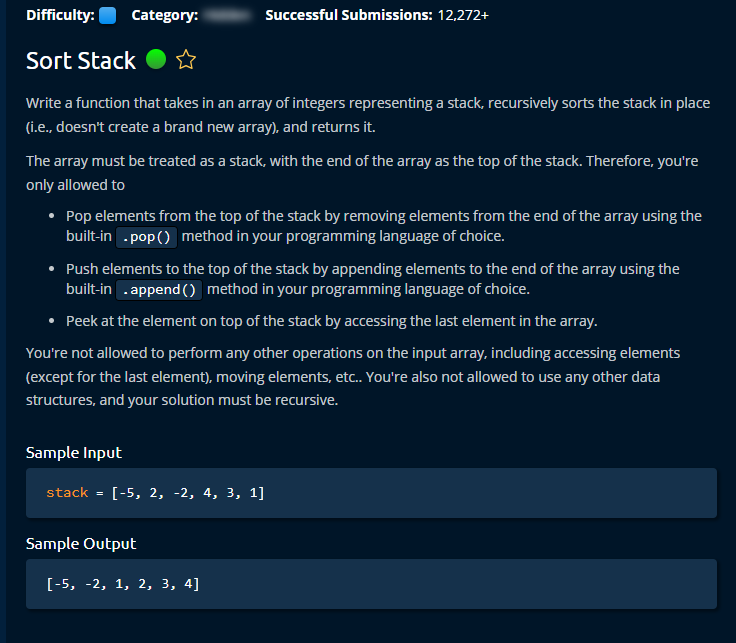 Difficulty: Category: Successful Submissions: 12,272+
Sort Stack
Write a function that takes in an array of integers representing a stack, recursively sorts the stack in place
(i.e., doesn't create a brand new array), and returns it.
The array must be treated as a stack, with the end of the array as the top of the stack. Therefore, you're
only allowed to
• Pop elements from the top of the stack by removing elements from the end of the array using the
built-in .pop() method in your programming language of choice.
• Push elements to the top of the stack by appending elements to the end of the array using the
built-in .append() method in your programming language of choice.
• Peek at the element on top of the stack by accessing the last element in the array.
You're not allowed to perform any other operations on the input array, including accessing elements
(except for the last element), moving elements, etc.. You're also not allowed to use any other data
structures, and your solution must be recursive.
Sample Input
stack = [-5, 2, -2, 4, 3, 1]
Sample Output
[-5, -2, 1, 2, 3, 4]